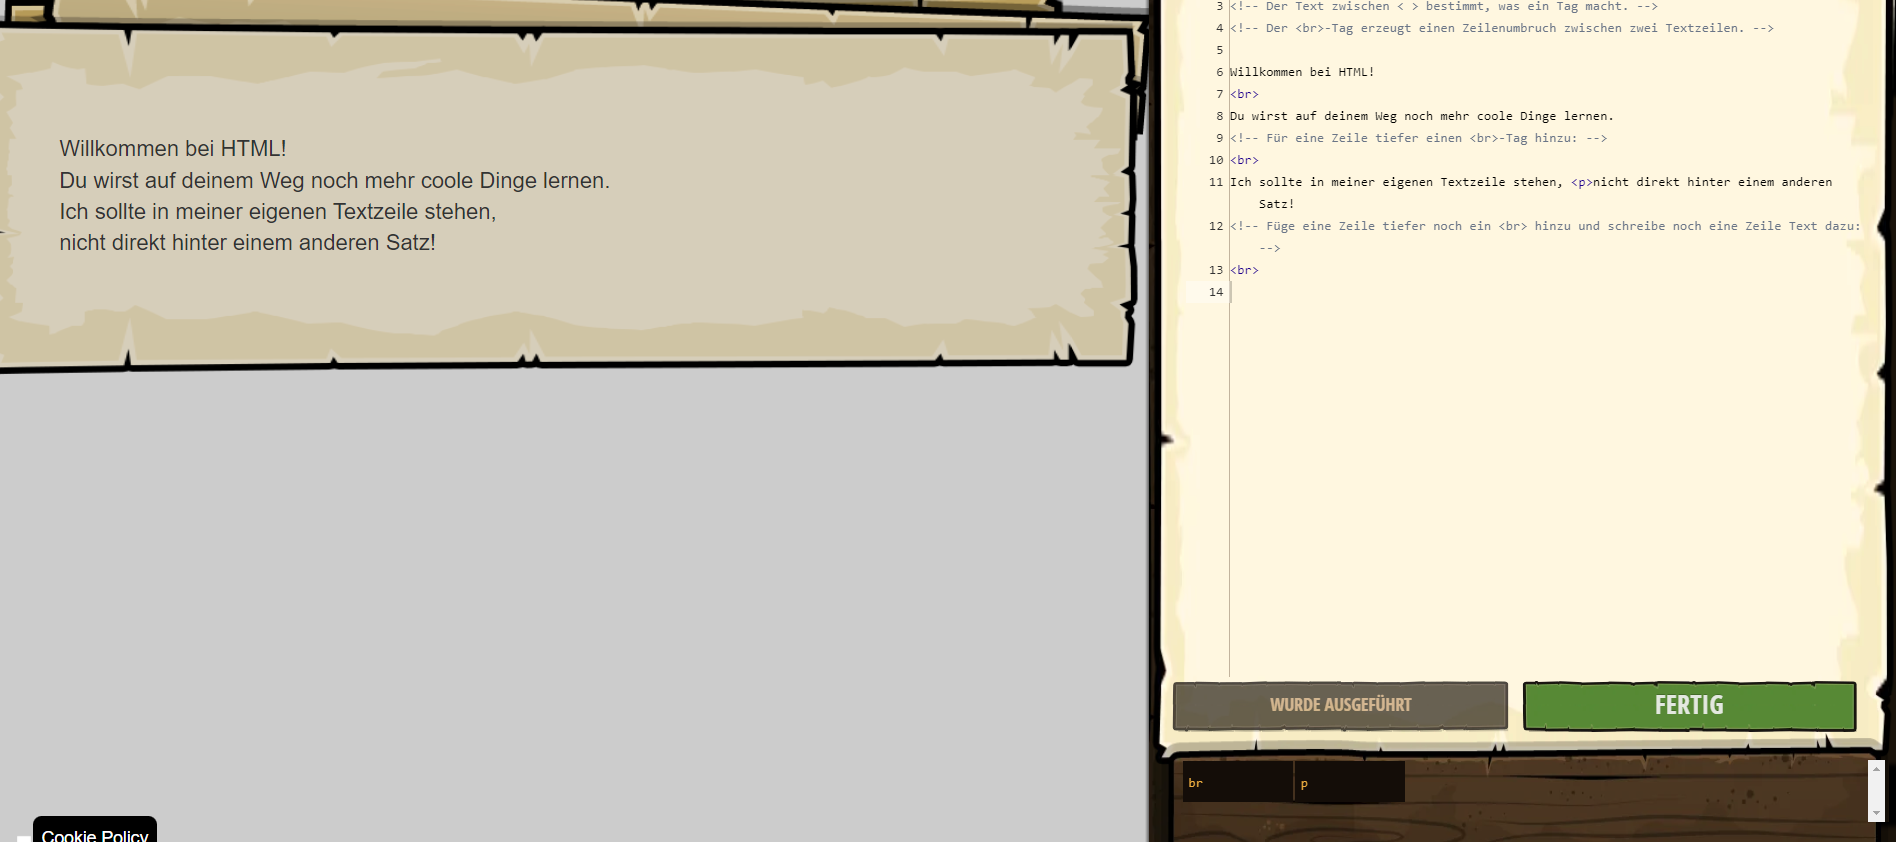 Willkommen bei HTML!
Du wirst auf deinem Weg noch mehr coole Dinge lernen.
Ich sollte in meiner eigenen Textzeile stehen,
nicht direkt hinter einem anderen Satz!
Cookie Policy
3 <!-- Der Text zwischen < > bestimmt, was ein Tag macht. -->
4 <!-- Der <br>-Tag erzeugt einen Zeilenumbruch zwischen zwei Textzeilen. -->
5
6 Willkommen bei HTML!
7 <br>
8 Du wirst auf deinem Weg noch mehr coole Dinge lernen.
9 <!-- Für eine Zeile tiefer einen <br>-Tag hinzu: -->
10 <br>
11 Ich sollte in meiner eigenen Textzeile stehen, <p>nicht direkt hinter einem anderen
Satz!
12 <!-- Füge eine Zeile tiefer noch ein <br> hinzu und schreibe noch eine Zeile Text dazu:
-->
13 <br>
14
WURDE AUSGEFÜHRT
FERTIG
br
p